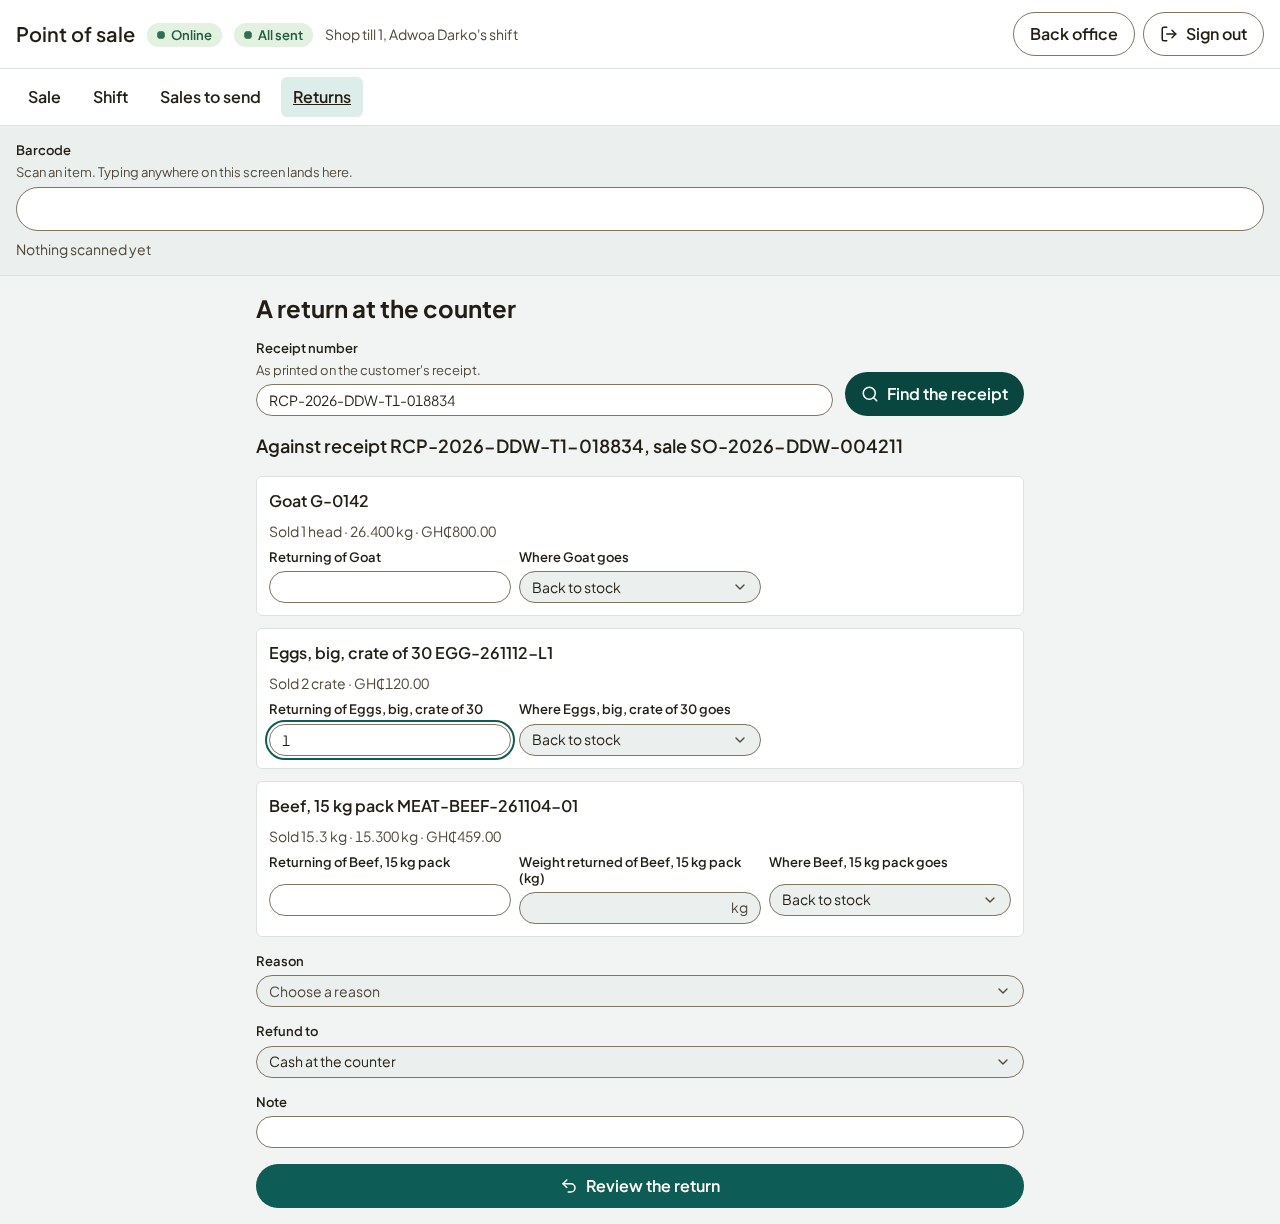 Point of sale
Online
All sent
Shop till 1, Adwoa Darko's shift
Back office
Sign out
Sale
Shift
Sales to send
Returns
Barcode
Scan an item. Typing anywhere on this screen lands here.
Nothing scanned yet
A return at the counter
Receipt number
As printed on the customer's receipt.
RCP-2026-DDW-T1-018834
Find the receipt
Against receipt RCP-2026-DDW-T1-018834, sale SO-2026-DDW-004211
Goat G-0142
Sold 1 head · 26.400 kg · GH₵800.00
Returning of Goat
Where Goat goes
Back to stock
Eggs, big, crate of 30 EGG-261112-L1
Sold 2 crate · GH₵120.00
Returning of Eggs, big, crate of 30
Where Eggs, big, crate of 30 goes
1
Back to stock
Beef, 15 kg pack MEAT-BEEF-261104-01
Sold 15.3 kg · 15.300 kg · GH₵459.00
Returning of Beef, 15 kg pack
Weight returned of Beef, 15 kg pack
(kg)
Where Beef, 15 kg pack goes
kg
Back to stock
Reason
Choose a reason
Refund to
Cash at the counter
Note
Review the return